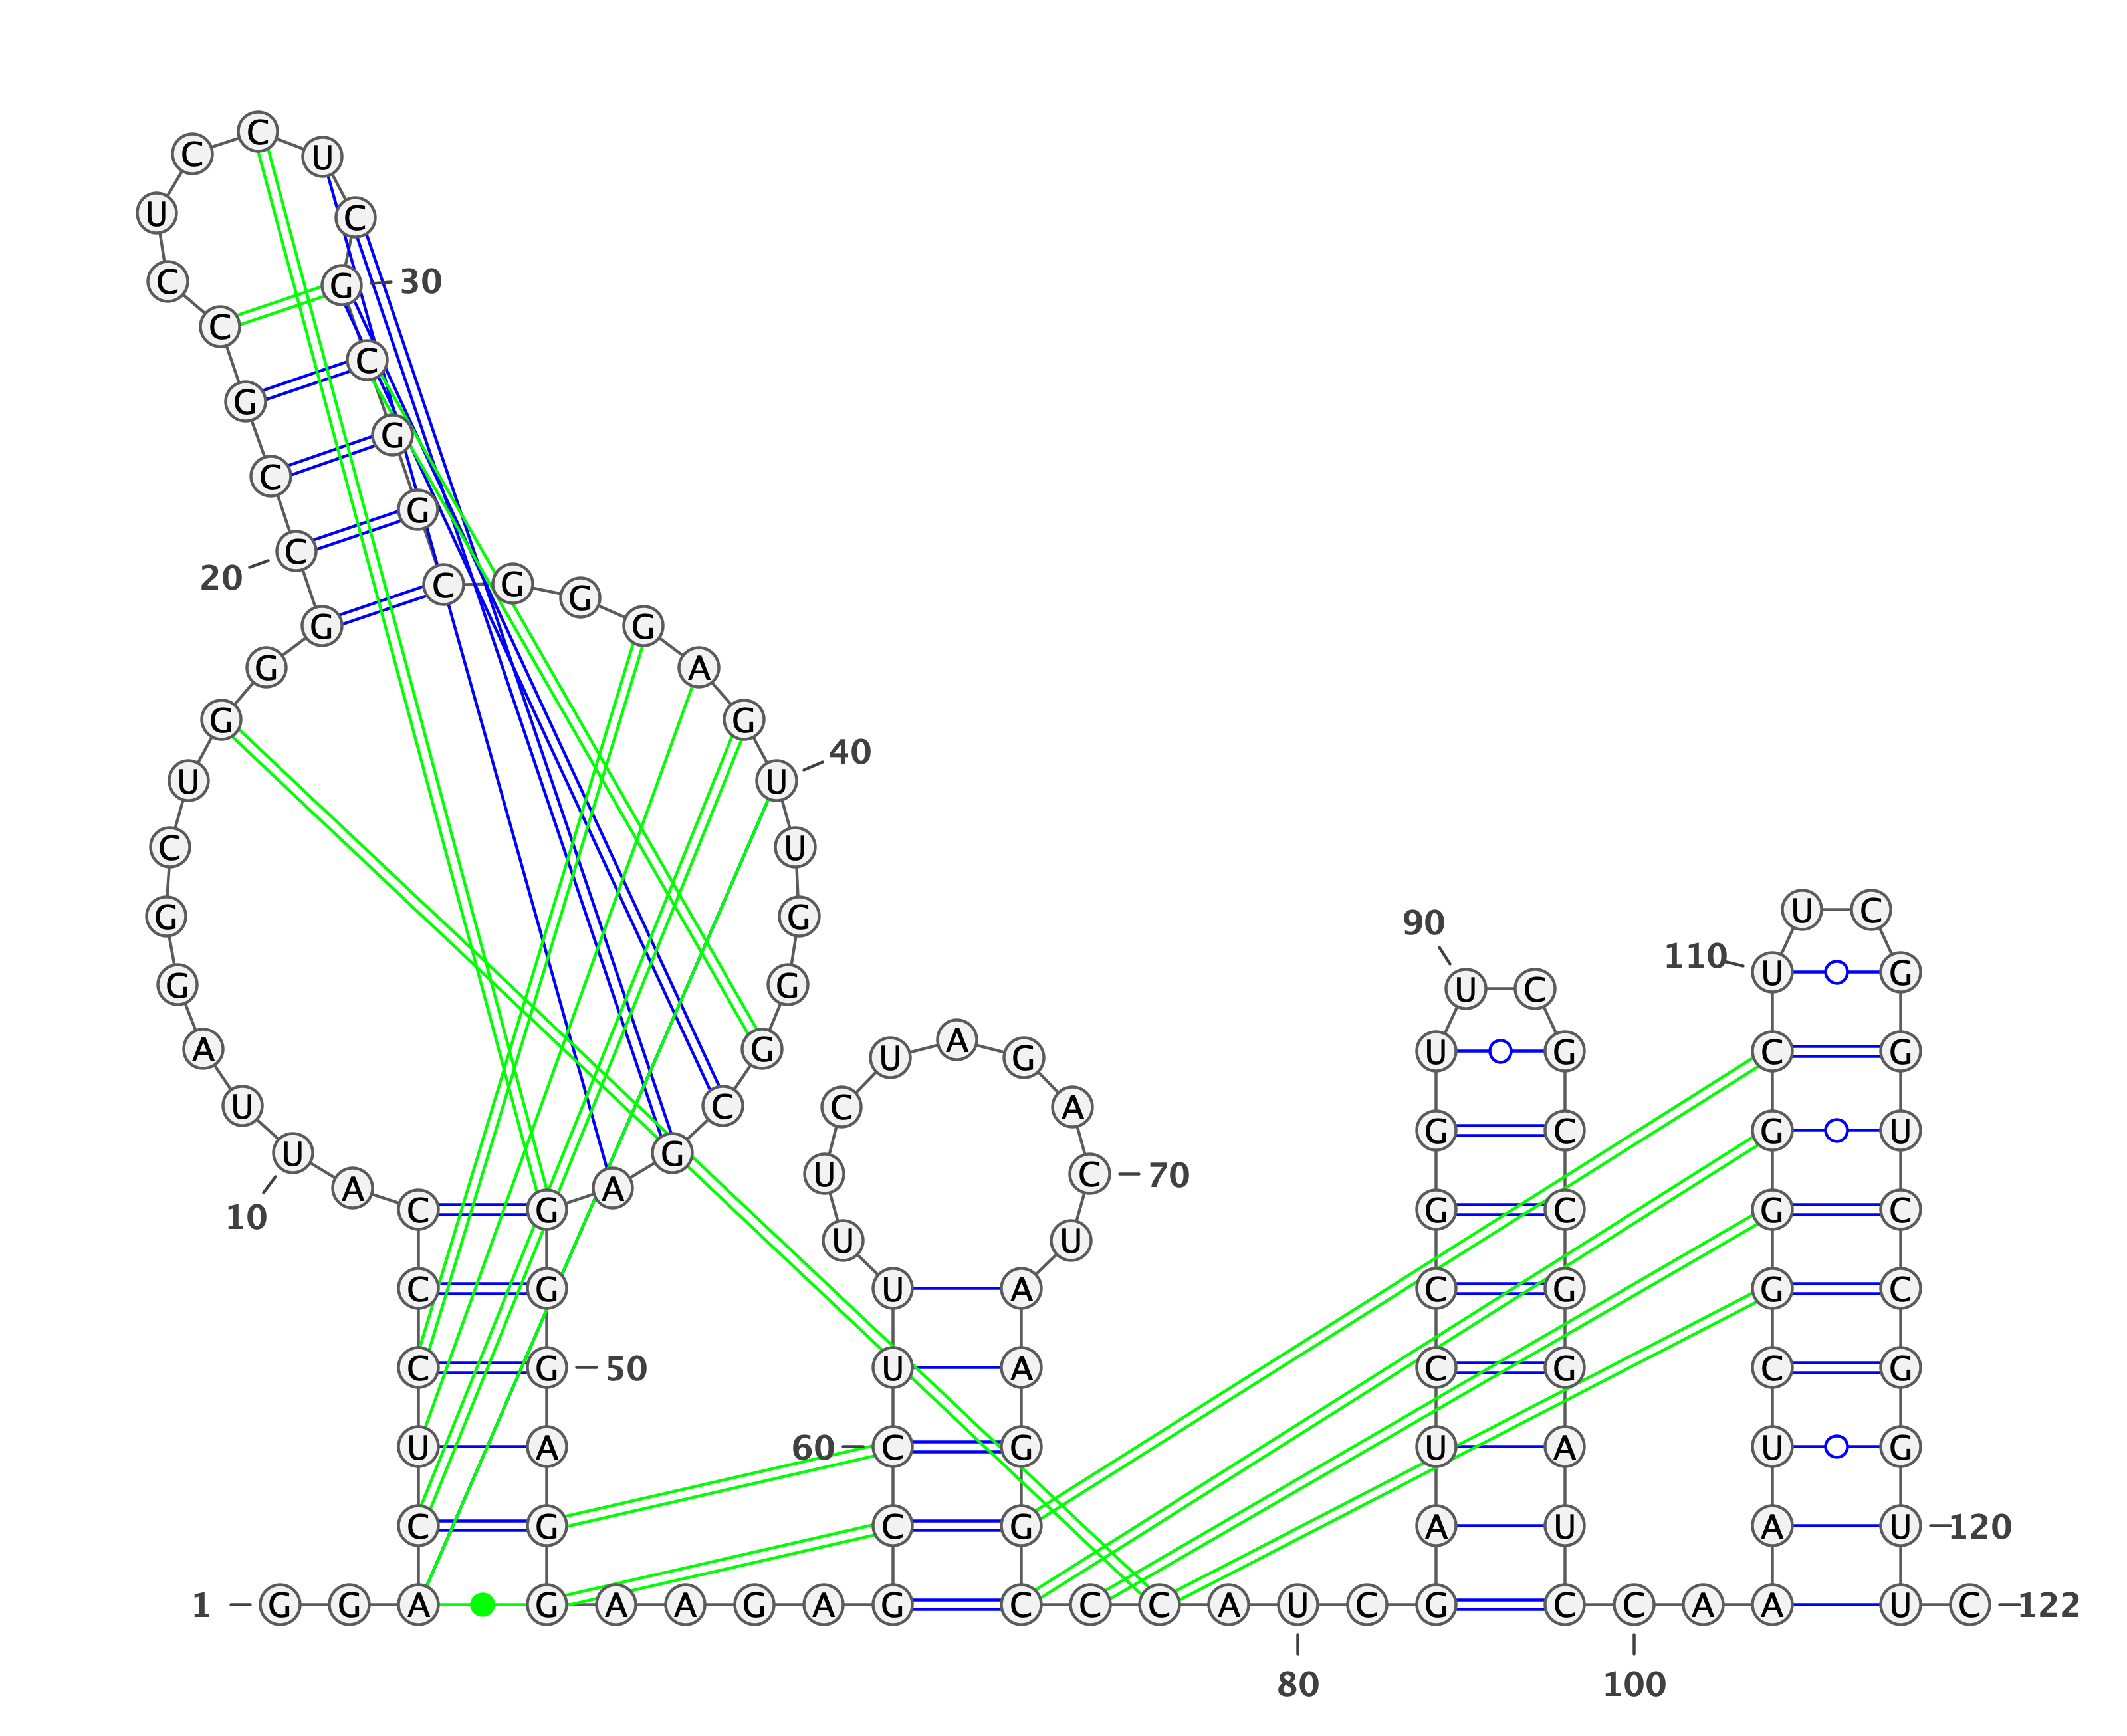 C
C U
U C
C G 30
C
C
G
G
C
G
C
20 C G G
G G
G A
G G
40
U U
C U
U C
90 G G
110
U G
G G U C
A U A G U G C G
U C C A
G C G U
U G
U C 70
A A
10 C G G C G C
U U
C G U A C G G C
C G 50 U A C G C G
U A 60 C G U A U G
C G C G A U A U 120
1 G G A G A A G A G C C C A U C G C C A A U C 122
80 100